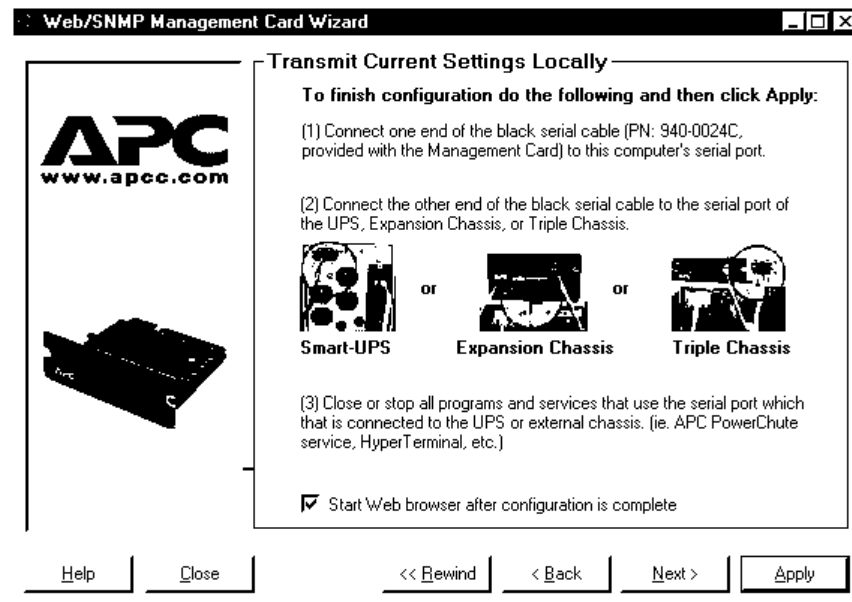 Web/SNMP Management Card Wizard
Transmit Current Settings Locally
APC
www.apcc.com
To finish configuration do the following and then click Apply:
(1) Connect one end of the black serial cable (PN: 940-0024C,
provided with the Management Card) to this computer's serial port.
(2) Connect the other end of the black serial cable to the serial port of
the UPS, Expansion Chassis, or Triple Chassis.
or
or
Smart-UPS
Expansion Chassis
Triple Chassis
(3) Close or stop all programs and services that use the serial port which
that is connected to the UPS or external chassis. (ie. APC PowerChute
service, HyperTerminal, etc.)
Start Web browser after configuration is complete
Help
Close
<< Rewind
< Back
Next >
Apply